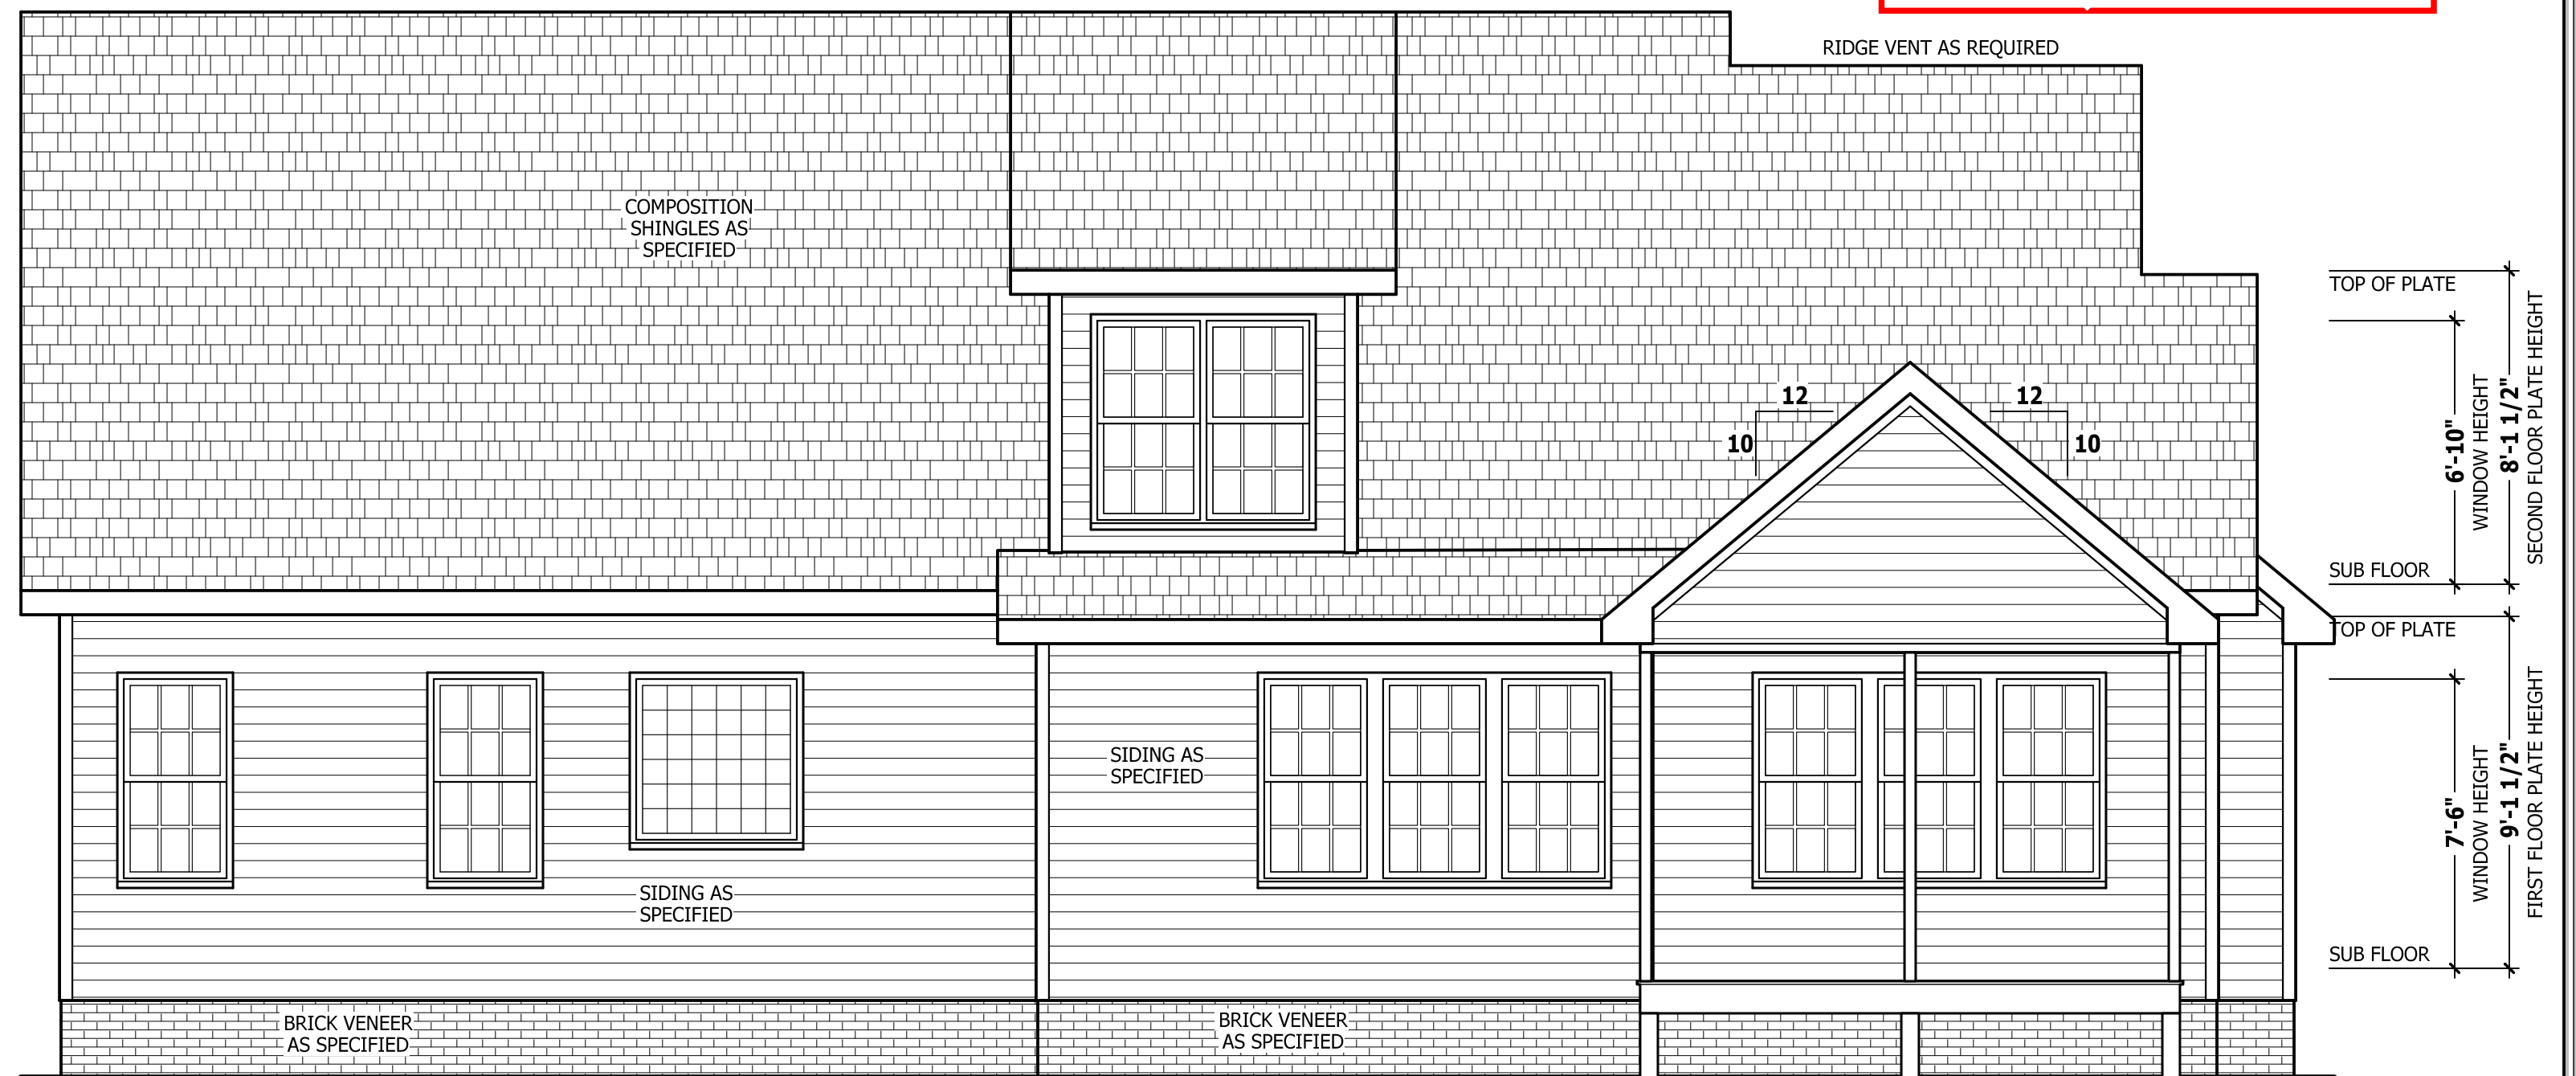 RIDGE VENT AS REQUIRED
COMPOSITION
SHINGLES AS
SPECIFIED
12
10
12
10
TOP OF PLATE
6'-10"
WINDOW HEIGHT
8'-1 1/2"
SECOND FLOOR PLATE HEIGHT
SUB FLOOR
TOP OF PLATE
SIDING AS
SPECIFIED
SIDING AS
SPECIFIED
7'-6"
WINDOW HEIGHT
9'-1 1/2"
FIRST FLOOR PLATE HEIGHT
SUB FLOOR
BRICK VENEER
AS SPECIFIED
BRICK VENEER
AS SPECIFIED